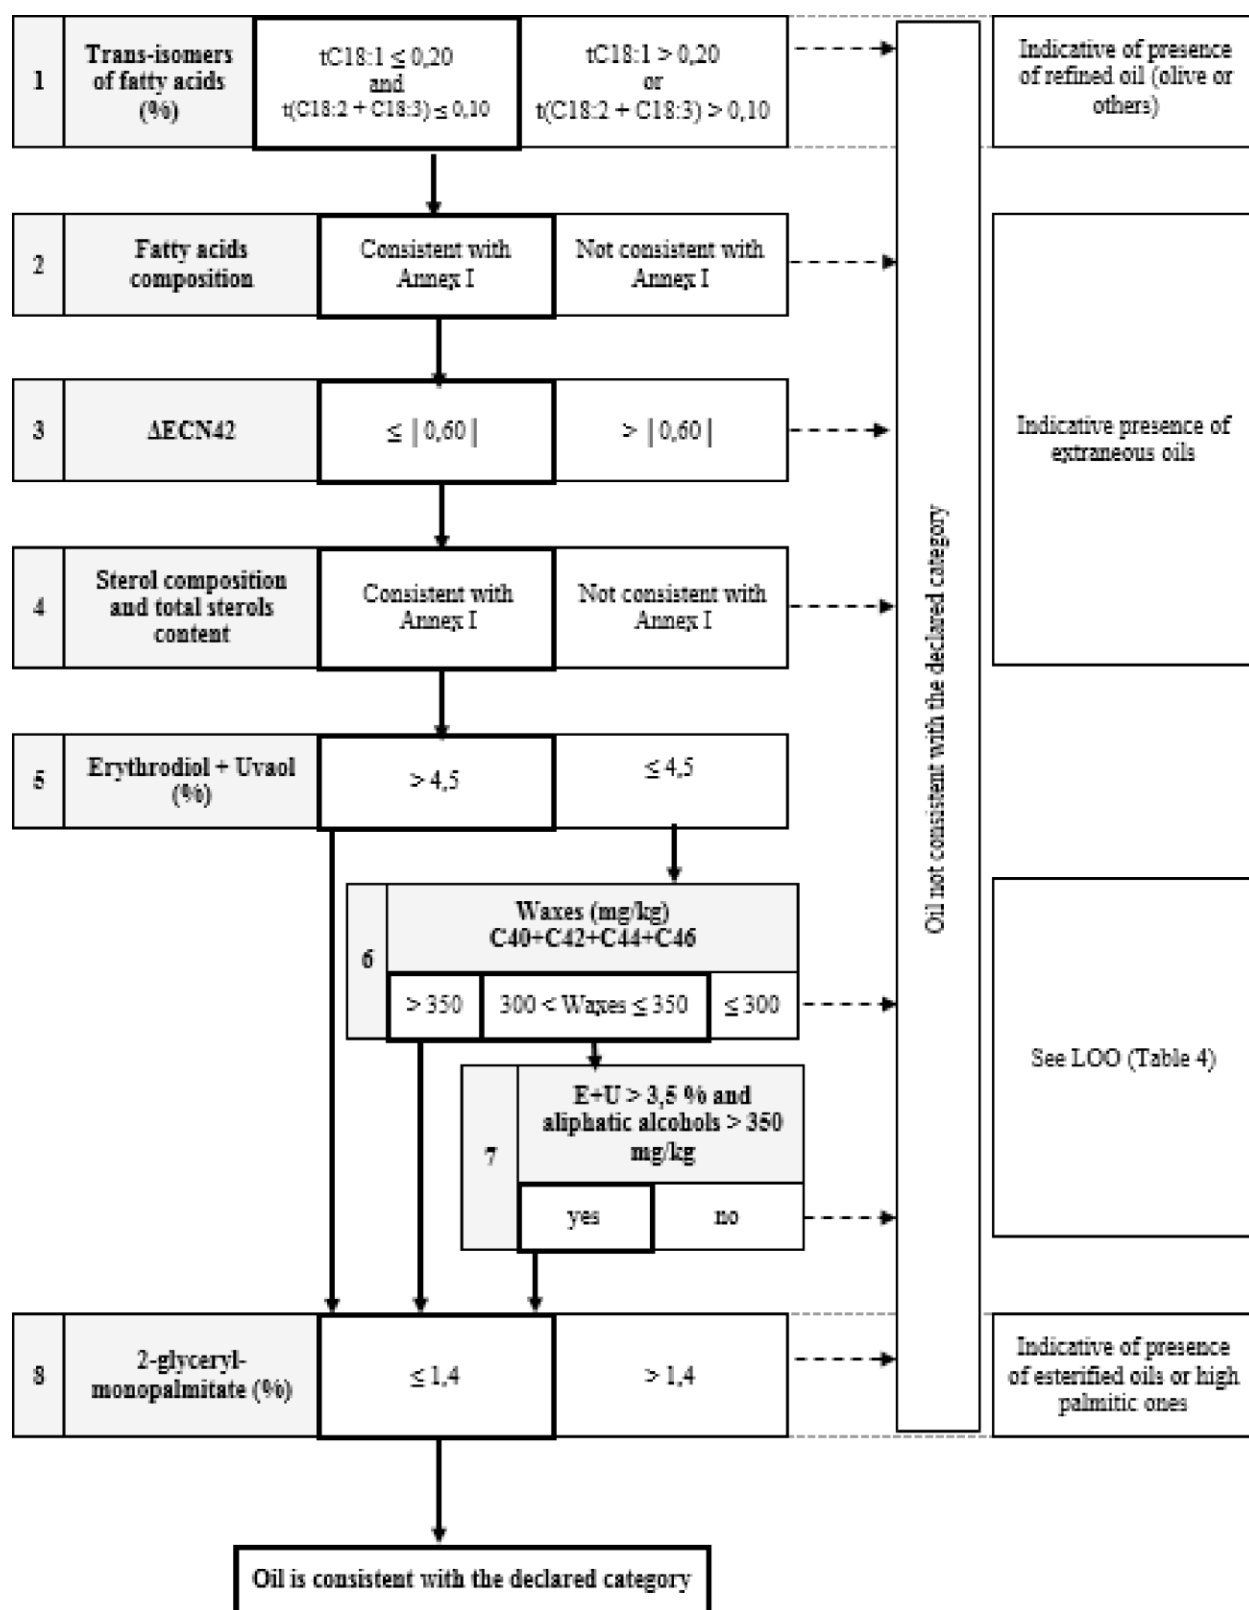 1
Trans-isomers
of fatty acids
(%)
tC18:1 ≤ 0,20
and
t(C18:2 + C18:3) ≤ 0,10
tC18:1 > 0,20
or
t(C18:2 + C18:3) > 0,10
Indicative of presence
of refined oil (olive or
others)
2
Fatty acids
composition
Consistent with
Annex I
Not consistent with
Annex I
3
ΔECN42
≤ | 0,60 |
> | 0,60 |
Indicative presence of
extraneous oils
4
Sterol composition
and total sterols
content
Consistent with
Annex I
Not consistent with
Annex I
Oil not consistent with the declared category
5
Erythrodiol + Uvaol
(%)
> 4,5
≤ 4,5
6
Waxes (mg/kg)
C40+C42+C44+C46
> 350
300 < Waxes ≤ 350
≤ 300
See LOO (Table 4)
7
E+U > 3,5 % and
aliphatic alcohols > 350
mg/kg
yes
no
8
2-glyceryl-
monopalmitate (%)
≤ 1,4
> 1,4
Indicative of presence
of esterified oils or high
palmitic ones
Oil is consistent with the declared category